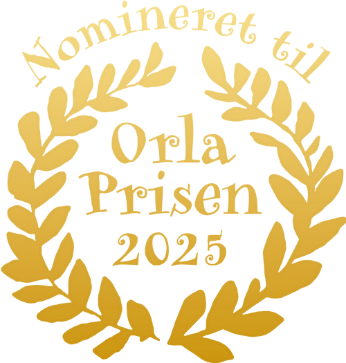 Nomineret til
Orla
Prisen
2025